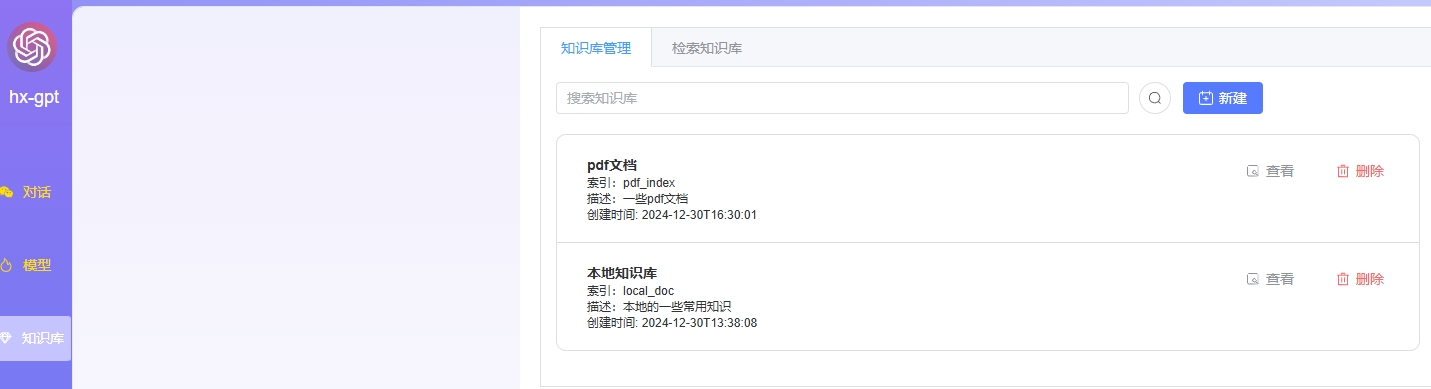 hx-gpt
对话
模型
知识库
知识库管理 检索知识库
搜索知识库 新建
pdf文档
索引：pdf_index
描述：一些pdf文档
创建时间: 2024-12-30T16:30:01
查看 删除
本地知识库
索引：local_doc
描述：本地的一些常用知识
创建时间: 2024-12-30T13:38:08
查看 删除